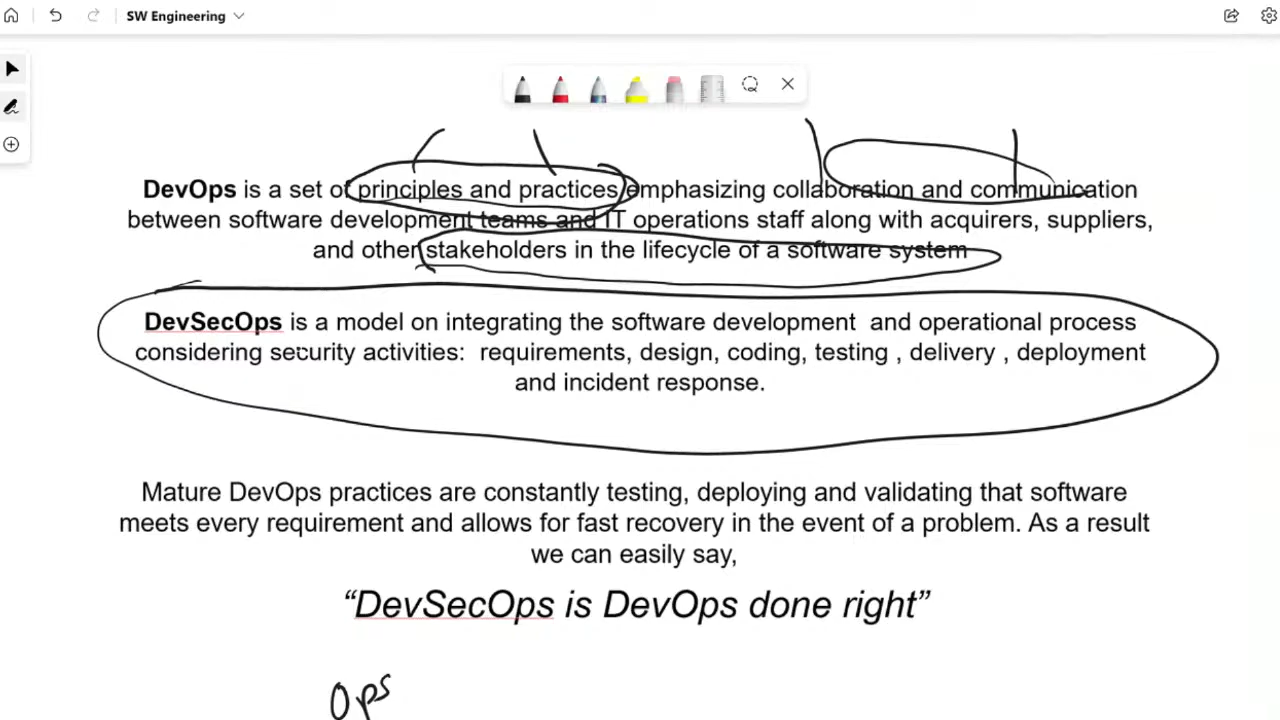 SW Engineering
DevOps is a set of principles and practices emphasizing collaboration and communication
between software development teams and IT operations staff along with acquirers, suppliers,
and other stakeholders in the lifecycle of a software system
DevSecOps is a model on integrating the software development and operational process
considering security activities: requirements, design, coding, testing , delivery , deployment
and incident response.
Mature DevOps practices are constantly testing, deploying and validating that software
meets every requirement and allows for fast recovery in the event of a problem. As a result
we can easily say,
“DevSecOps is DevOps done right”
Ops